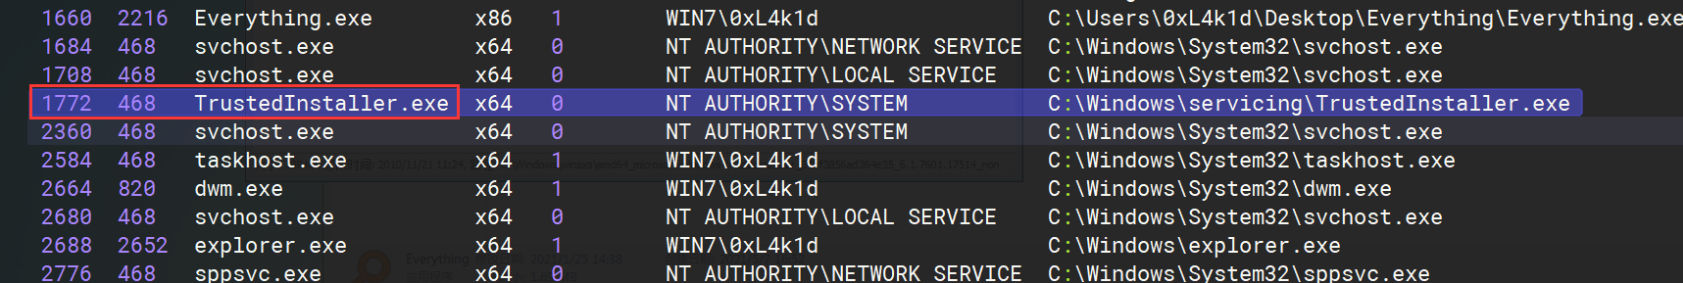 1660 2216 Everything.exe x86 1 WIN7\0xL4k1d C:\Users\0xL4k1d\Desktop\Everything\Everything.exe
1684 468 svchost.exe x64 0 NT AUTHORITY\NETWORK SERVICE C:\Windows\System32\svchost.exe
1708 468 svchost.exe x64 0 NT AUTHORITY\LOCAL SERVICE C:\Windows\System32\svchost.exe
1772 468 TrustedInstaller.exe x64 0 NT AUTHORITY\SYSTEM C:\Windows\servicing\TrustedInstaller.exe
2360 468 svchost.exe x64 0 NT AUTHORITY\SYSTEM C:\Windows\System32\svchost.exe
2584 468 taskhost.exe x64 1 WIN7\0xL4k1d C:\Windows\System32\taskhost.exe
2664 820 dwm.exe x64 1 WIN7\0xL4k1d C:\Windows\System32\dwm.exe
2680 468 svchost.exe x64 0 NT AUTHORITY\LOCAL SERVICE C:\Windows\System32\svchost.exe
2688 2652 explorer.exe x64 1 WIN7\0xL4k1d C:\Windows\explorer.exe
Everything
2776 468 sppsvc.exe x64 0 NT AUTHORITY\NETWORK SERVICE C:\Windows\System32\sppsvc.exe